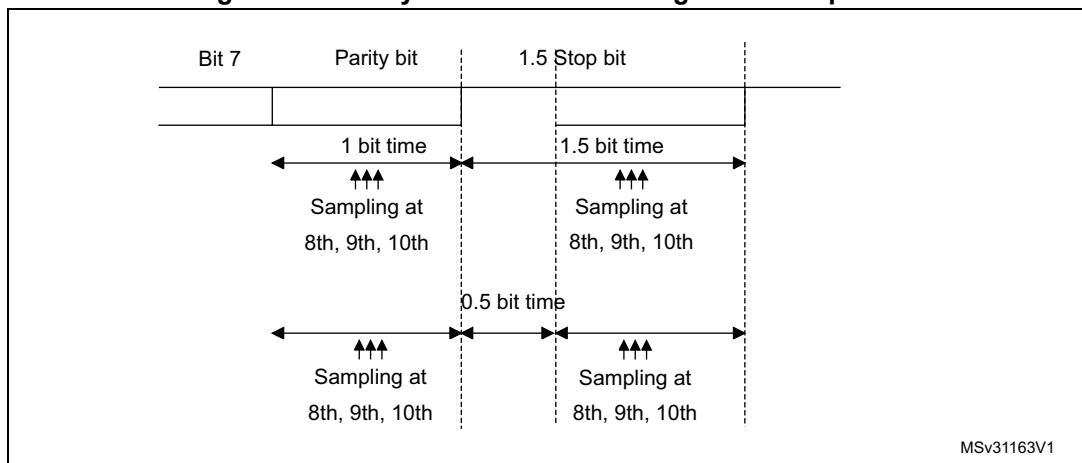 Bit 7 Parity bit 1.5 Stop bit
1 bit time 1.5 bit time
Sampling at Sampling at
8th, 9th, 10th 8th, 9th, 10th
0.5 bit time
Sampling at Sampling at
8th, 9th, 10th 8th, 9th, 10th
MSv31163V1